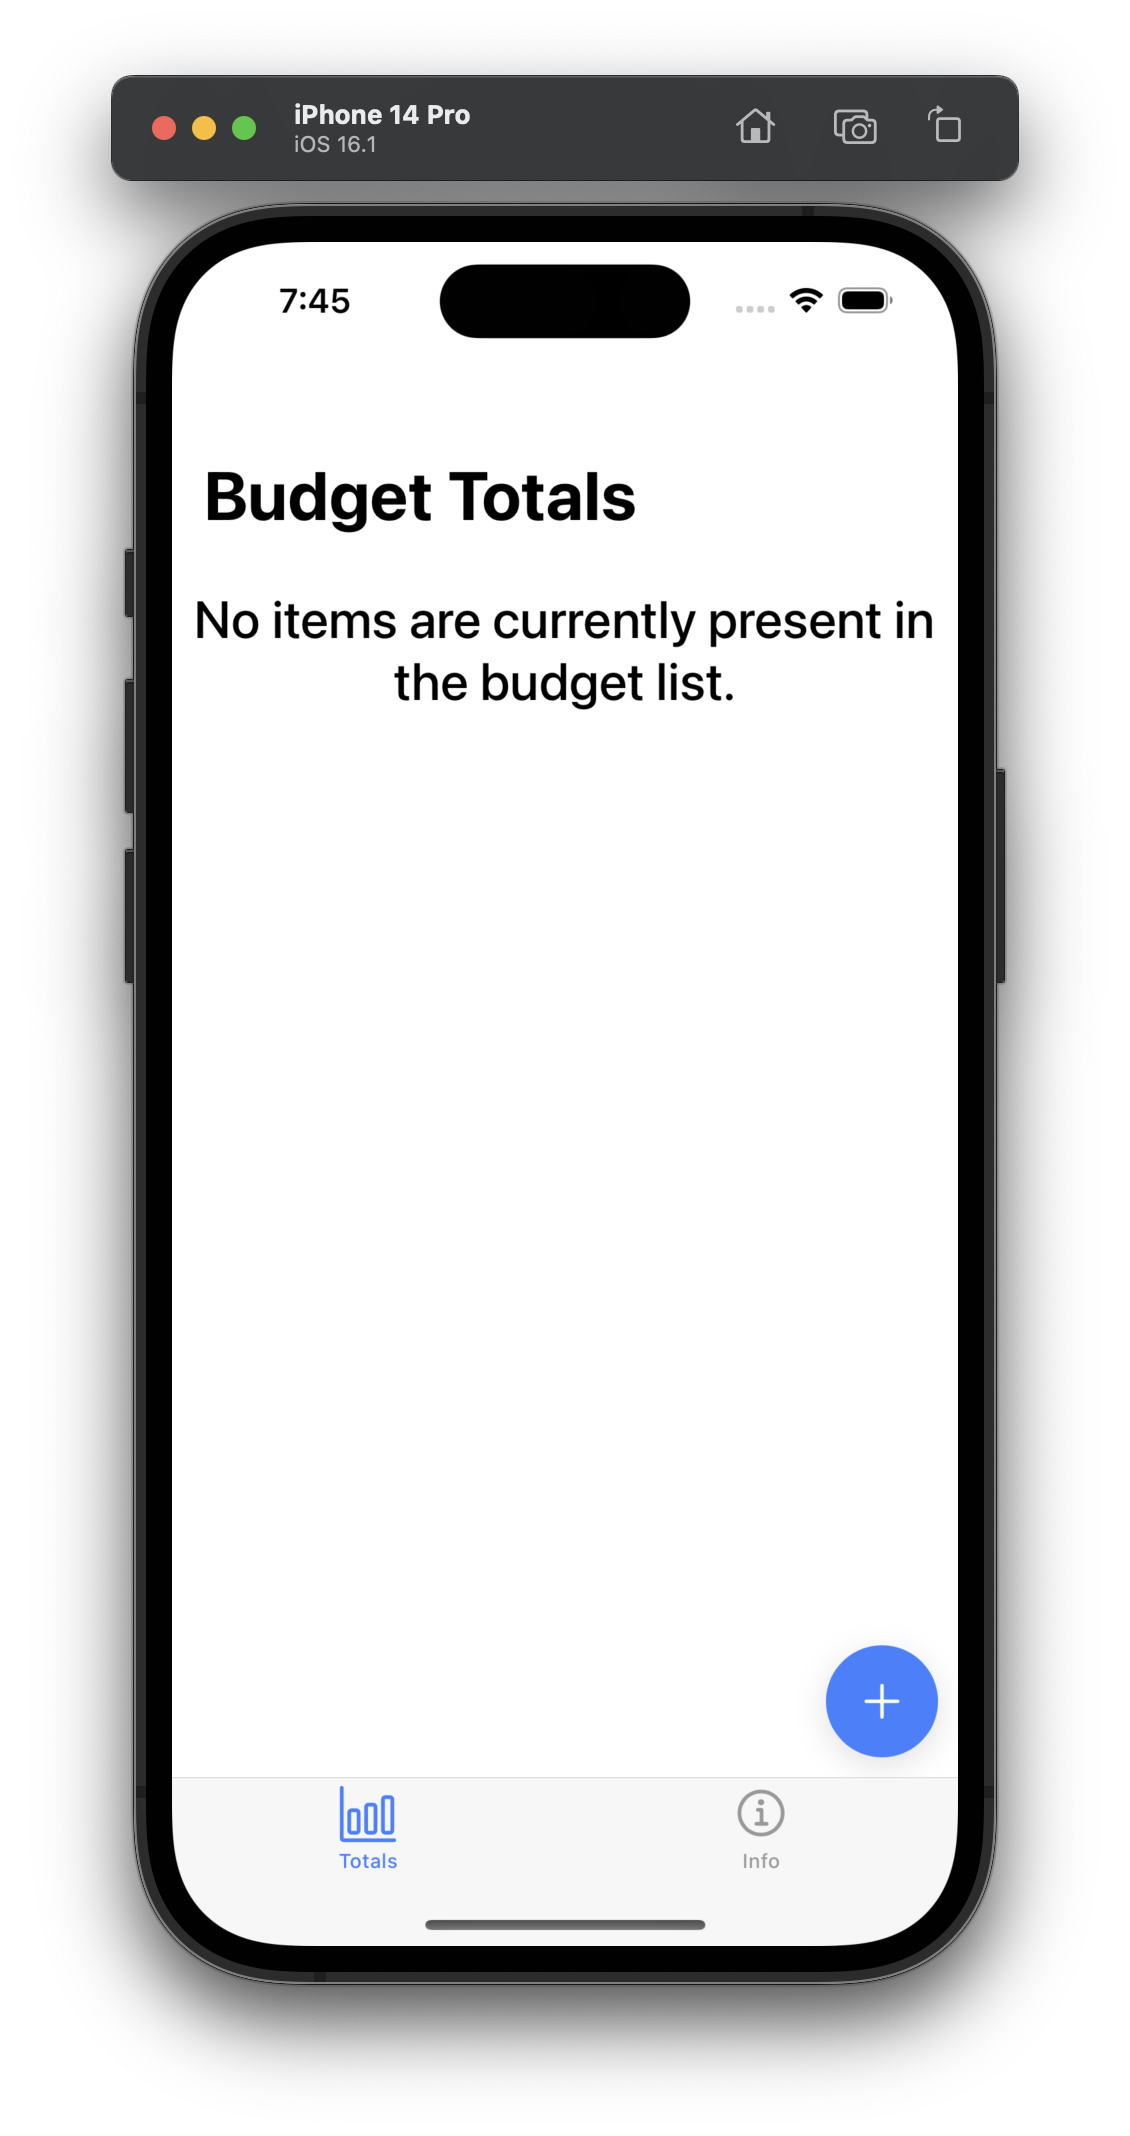 iPhone 14 Pro
iOS 16.1
7:45
Budget Totals
No items are currently present in
the budget list.
Totals
Info